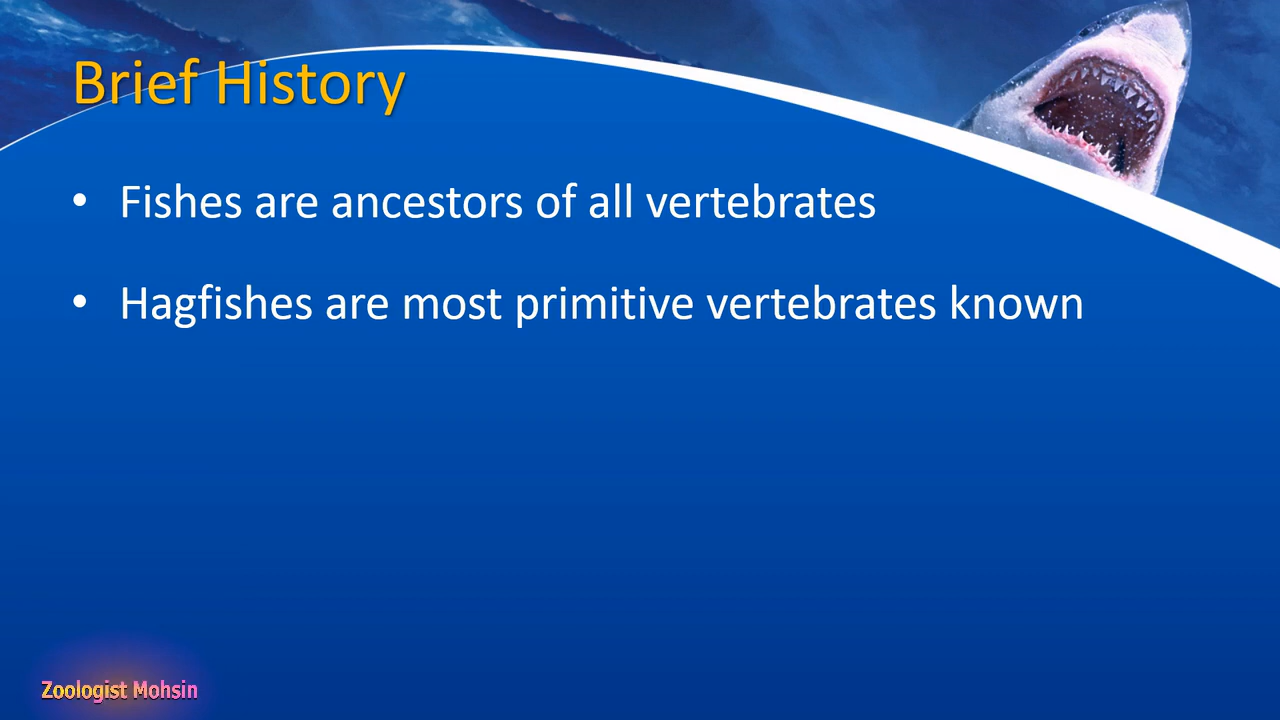 Brief History
• Fishes are ancestors of all vertebrates
• Hagfishes are most primitive vertebrates known
Zoologist Mohsin